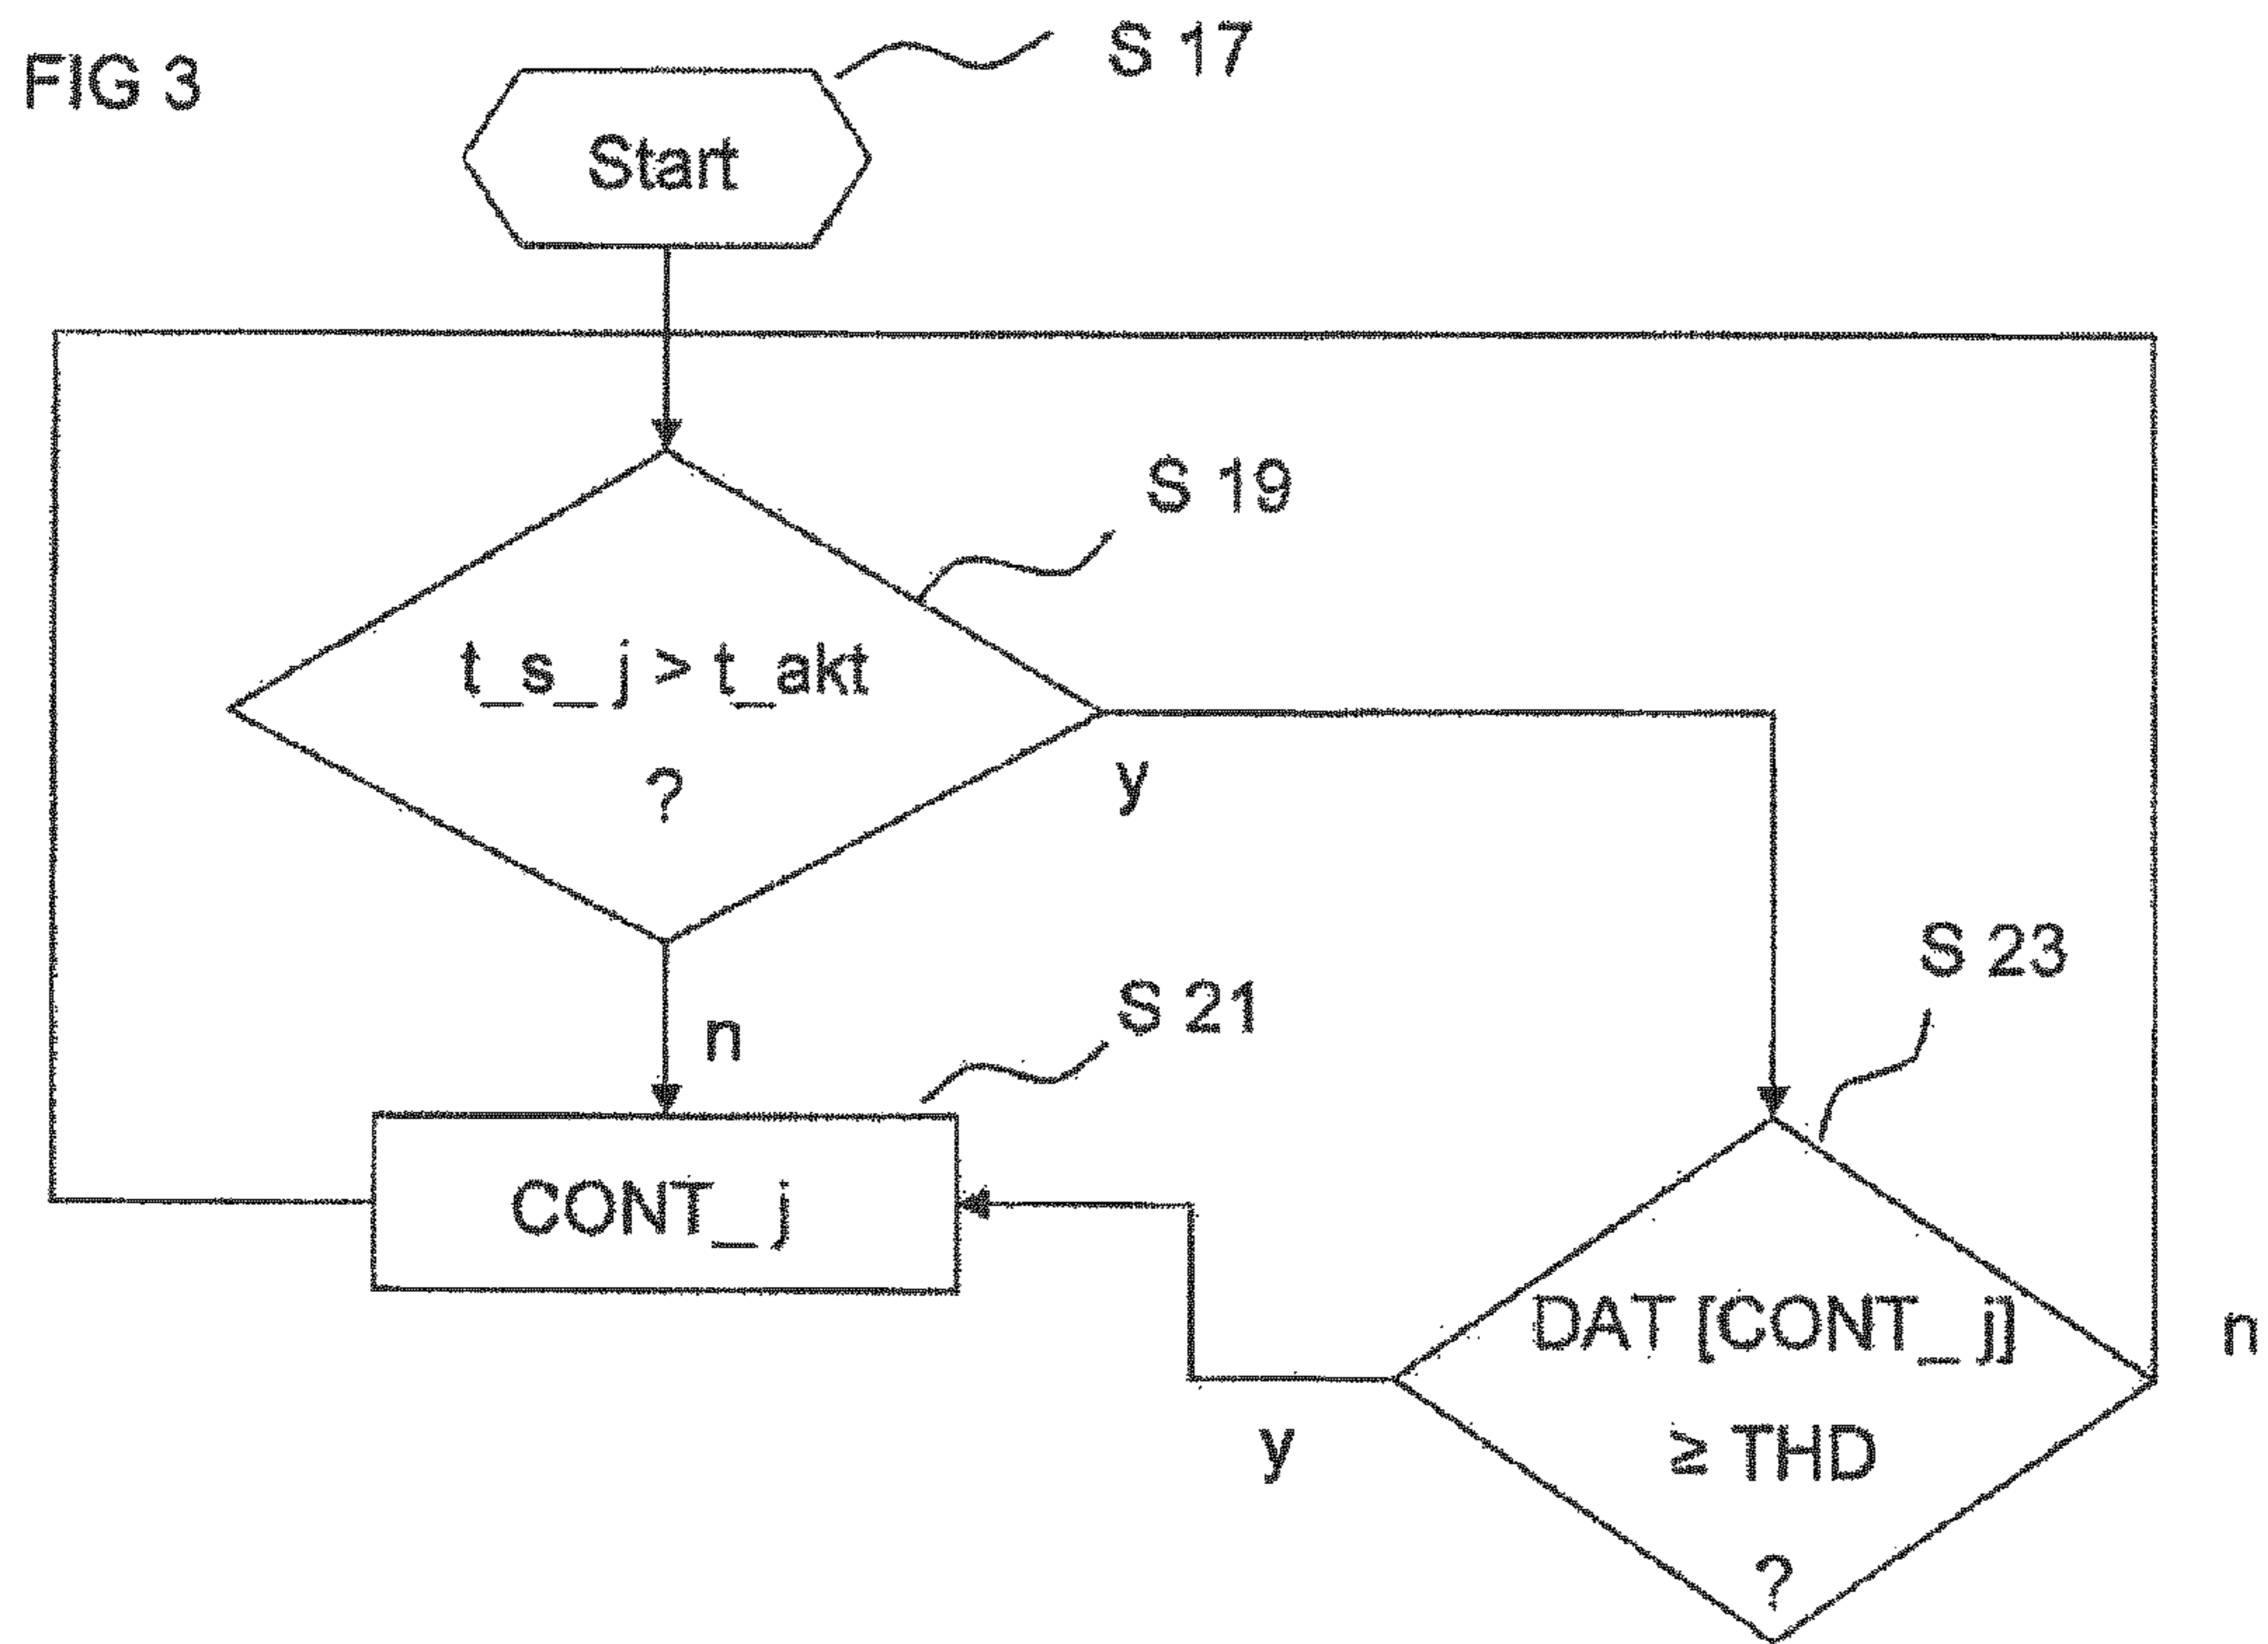 FIG 3
S 17
Start
S 19
t_s_j > t_akt
?
y
n
S 21
S 23
CONT_j
DAT [CONT_j]
≥ THD
?
y
n